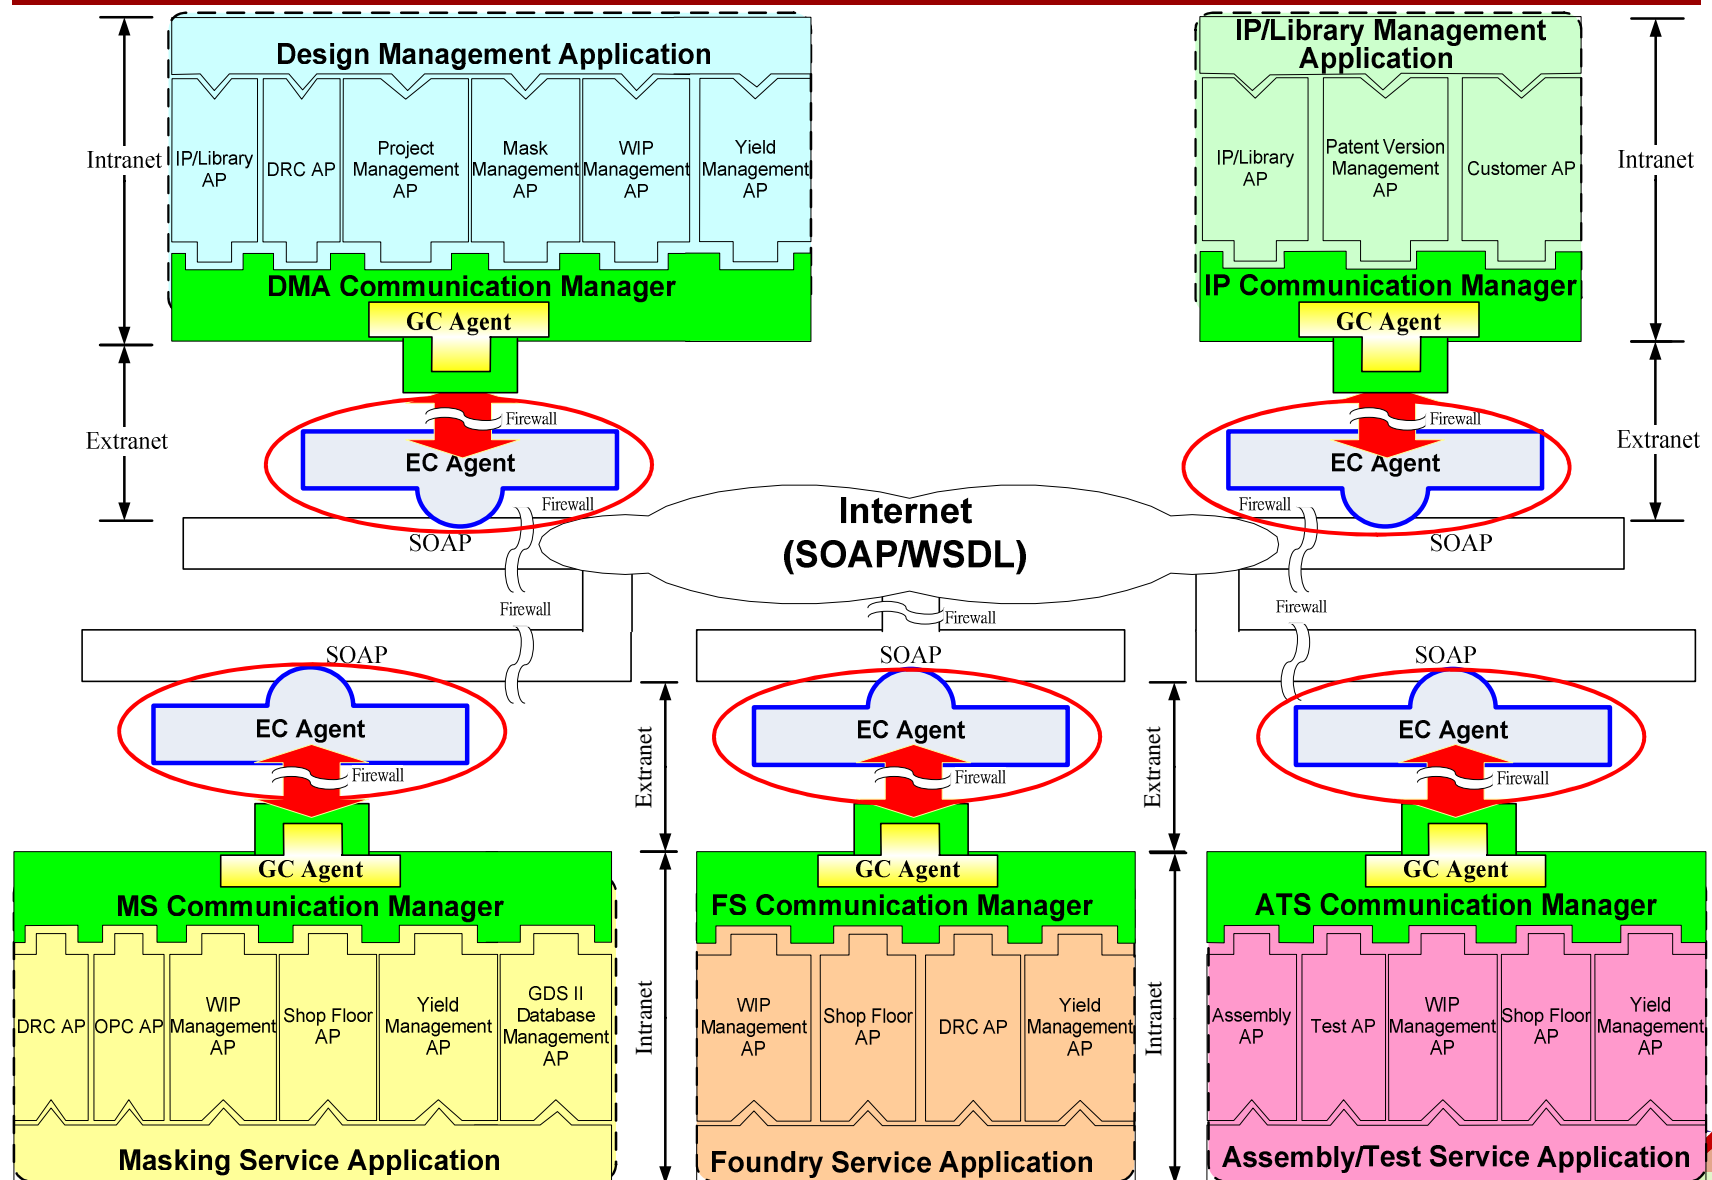 Design Management Application
IP/Library Management
Application
Intranet
IP/Library
AP
DRC AP
Project
Management
AP
Mask
Management
AP
WIP
Management
AP
Yield
Management
AP
IP/Library
AP
Patent Version
Management
AP
Customer AP
Intranet
DMA Communication Manager
GC Agent
IP Communication Manager
GC Agent
Extranet
Firewall
EC Agent
Firewall
SOAP
Firewall
EC Agent
Firewall
SOAP
Extranet
Internet
(SOAP/WSDL)
Firewall
Firewall
Firewall
SOAP
SOAP
SOAP
EC Agent
Firewall
Extranet
EC Agent
Firewall
Extranet
EC Agent
Firewall
GC Agent
MS Communication Manager
GC Agent
FS Communication Manager
GC Agent
ATS Communication Manager
DRC AP
OPC AP
WIP
Management
AP
Shop Floor
AP
Yield
Management
AP
GDS II
Database
Management
AP
Intranet
WIP
Management
AP
Shop Floor
AP
DRC AP
Yield
Management
AP
Intranet
Assembly
AP
Test AP
WIP
Management
AP
Shop Floor
AP
Yield
Management
AP
Masking Service Application
Foundry Service Application
Assembly/Test Service Application